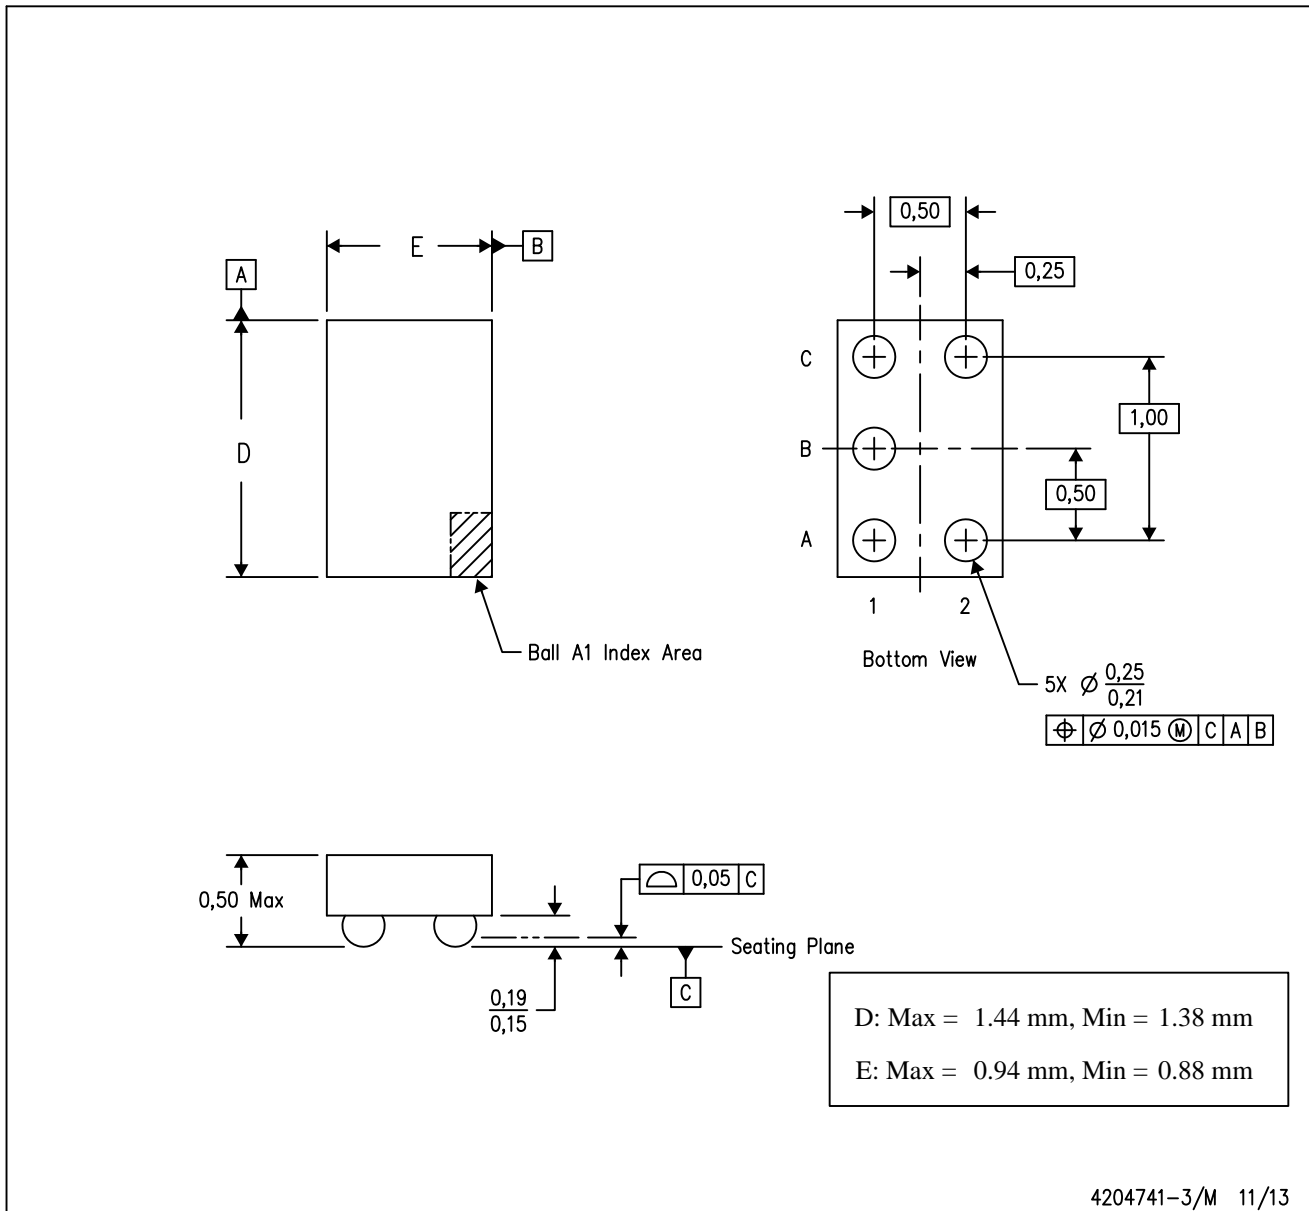 0,50
E
B
A
0,25
C
1,00
D
B
0,50
A
1 2
Ball A1 Index Area
Bottom View
5X Ø 0,25
0,21
⌖ Ø 0,015 Ⓜ C A B
0,50 Max
⌓ 0,05 C
Seating Plane
C
0,19
0,15
D: Max = 1.44 mm, Min = 1.38 mm
E: Max = 0.94 mm, Min = 0.88 mm
4204741-3/M 11/13